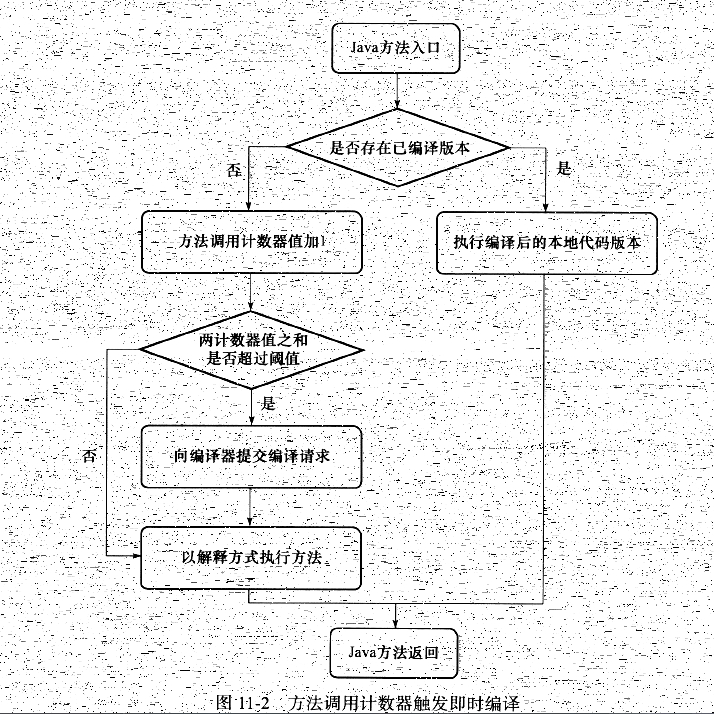 Java方法入口
是否存在已编译版本
否
是
方法调用计数器值加1
执行编译后的本地代码版本
两计数器值之和
是否超过阈值
是
否
向编译器提交编译请求
以解释方式执行方法
Java方法返回
图 11-2 方法调用计数器触发即时编译